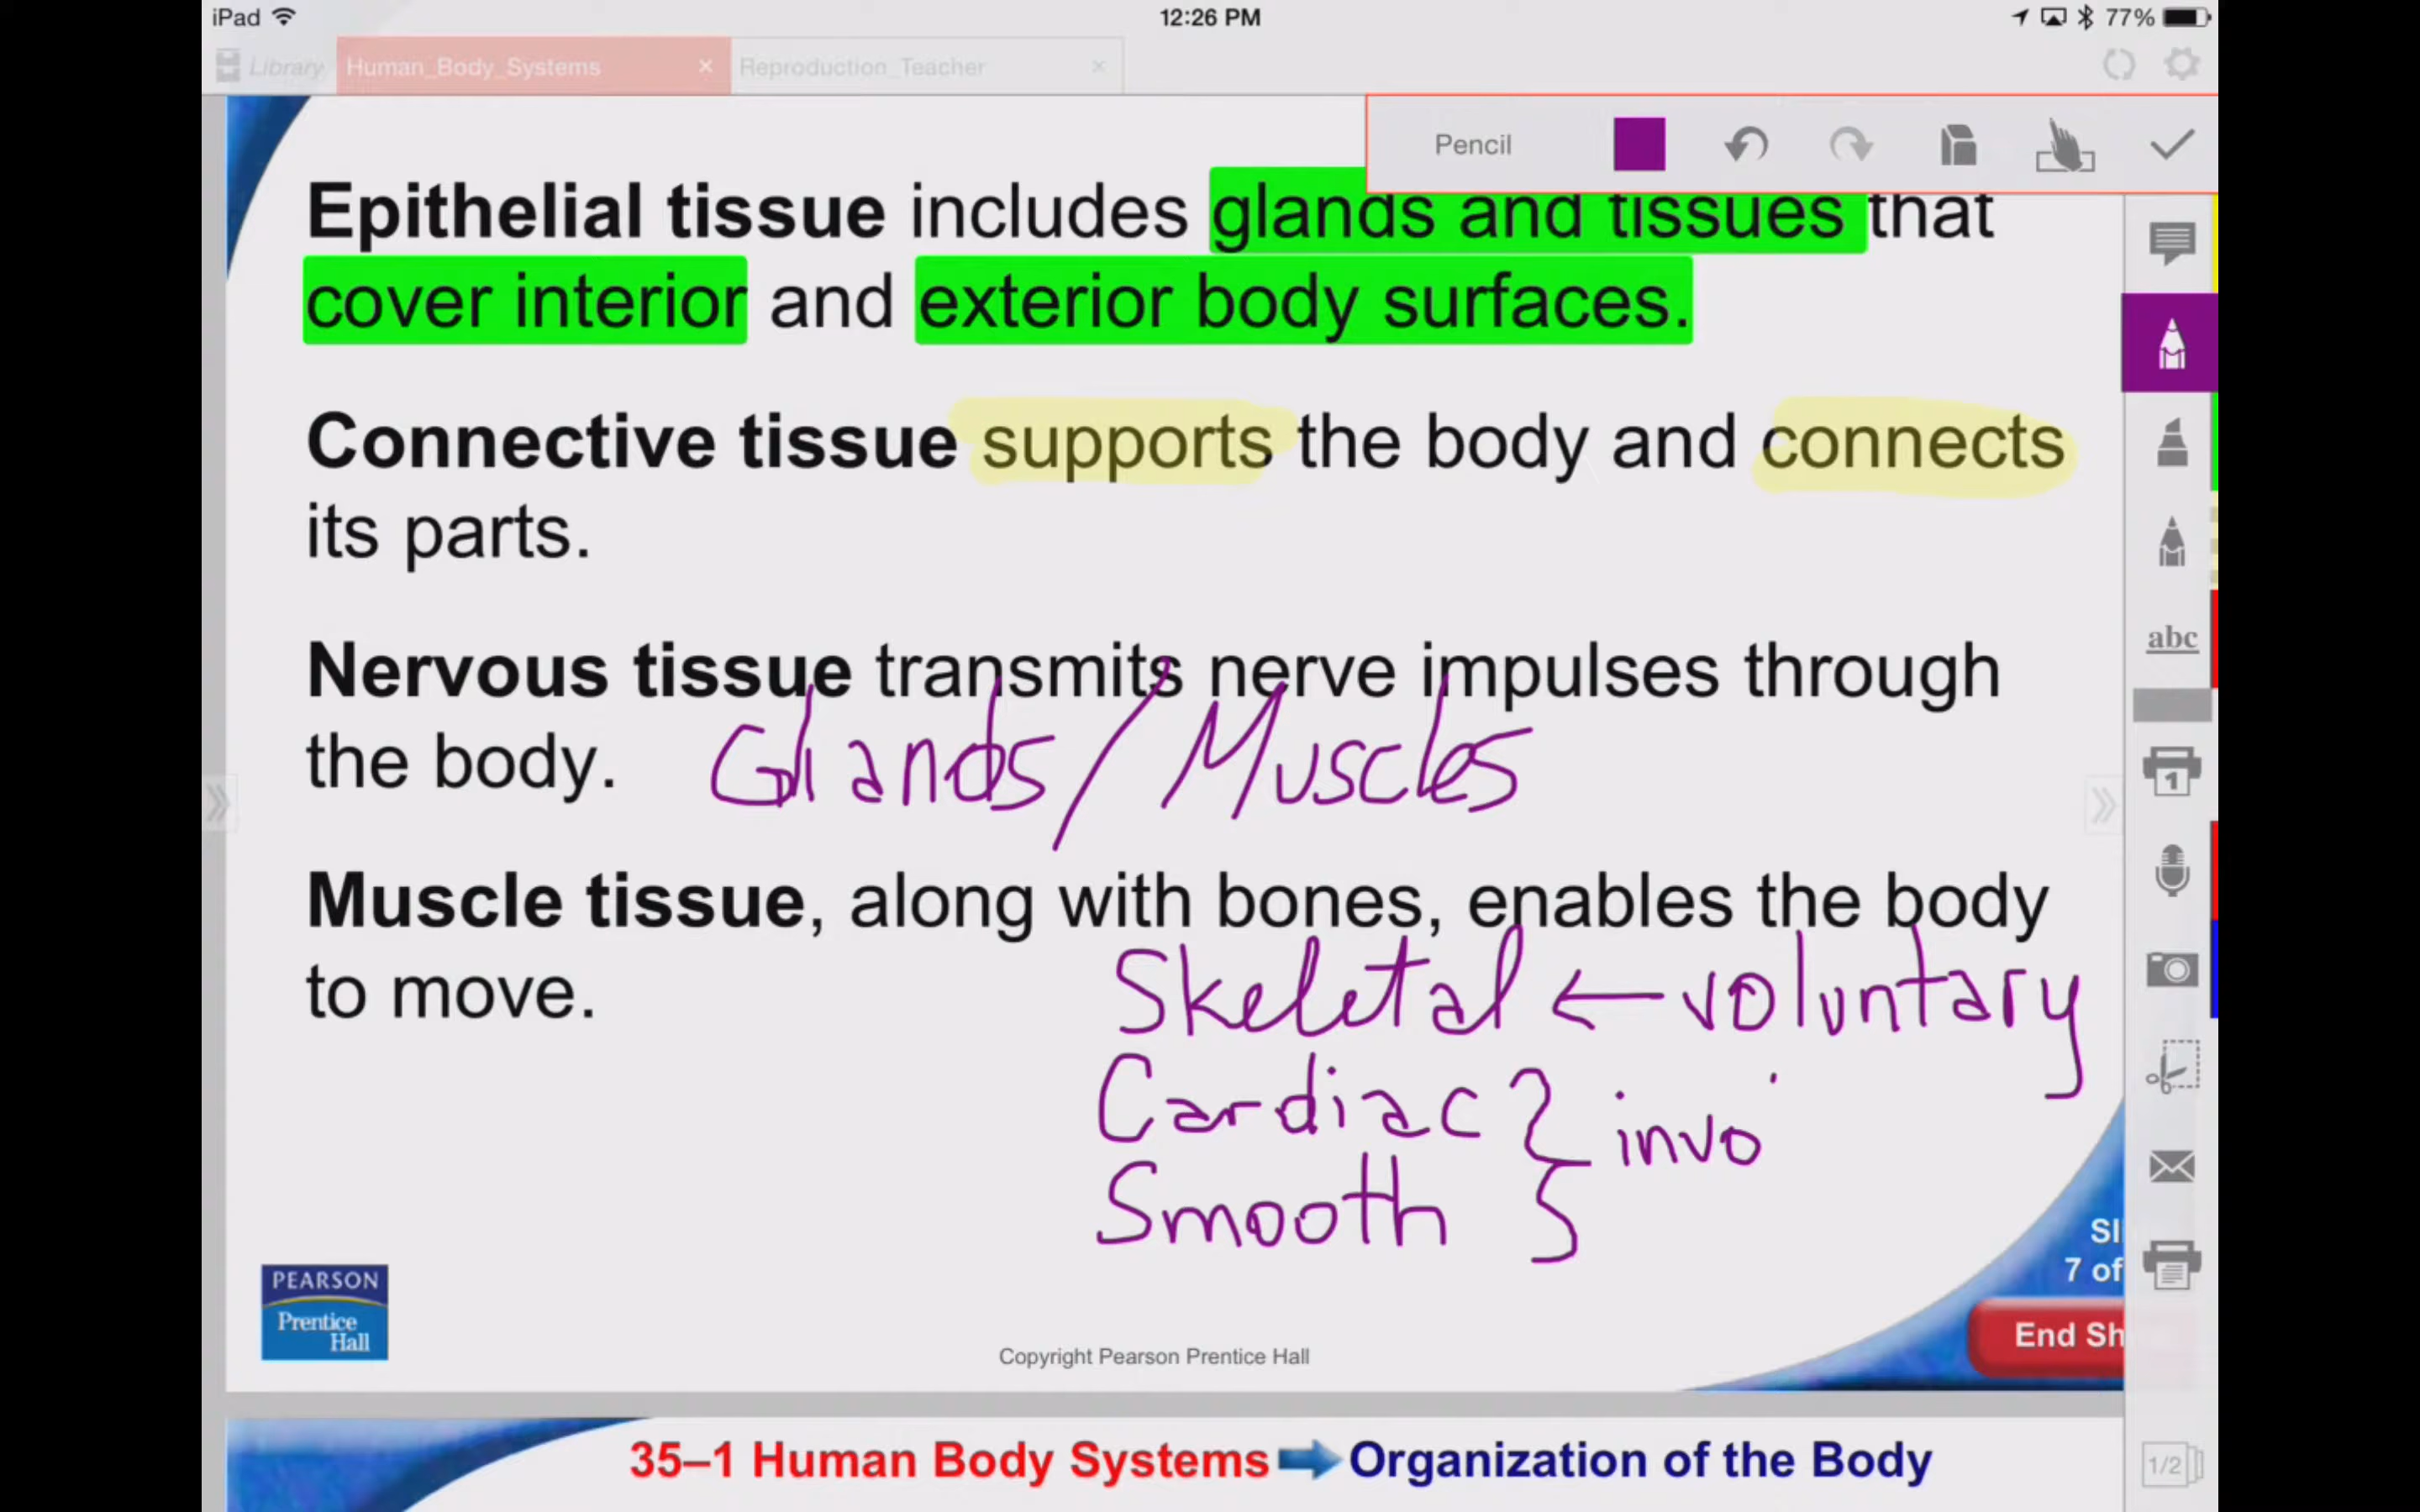 iPad 12:26 PM 77%
Library Human_Body_Systems × Reproduction_Teacher ×
Pencil
Epithelial tissue includes glands and tissues that
cover interior and exterior body surfaces.
Connective tissue supports the body and connects
its parts.
abc
Nervous tissue transmits nerve impulses through
the body. Glands/Muscles
1
Muscle tissue, along with bones, enables the body
to move.
Skeletal ← voluntary
Cardiac } invo
Smooth
Sl
7 of
PEARSON
Prentice
Hall
End Sh
Copyright Pearson Prentice Hall
35–1 Human Body Systems ➡ Organization of the Body
1/2